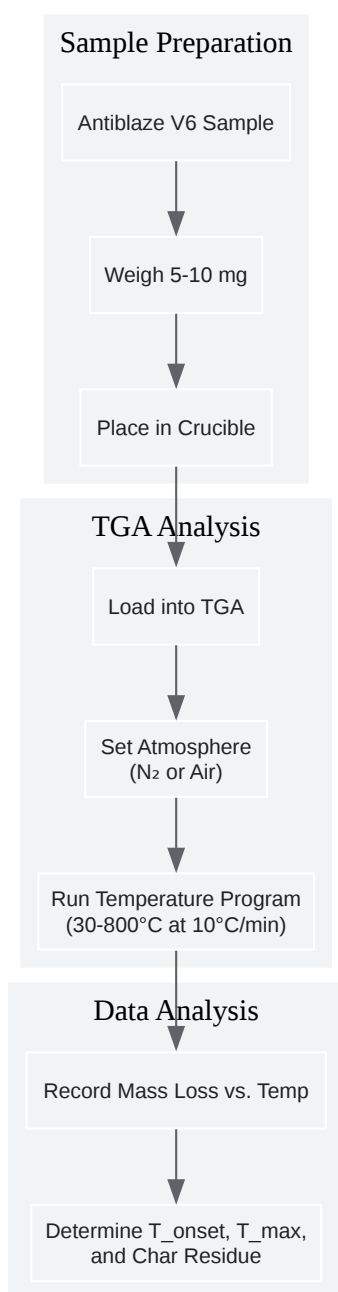 Sample Preparation
Antiblaze V6 Sample
Weigh 5-10 mg
Place in Crucible
TGA Analysis
Load into TGA
Set Atmosphere
(N₂ or Air)
Run Temperature Program
(30-800°C at 10°C/min)
Data Analysis
Record Mass Loss vs. Temp
Determine T_onset, T_max,
and Char Residue